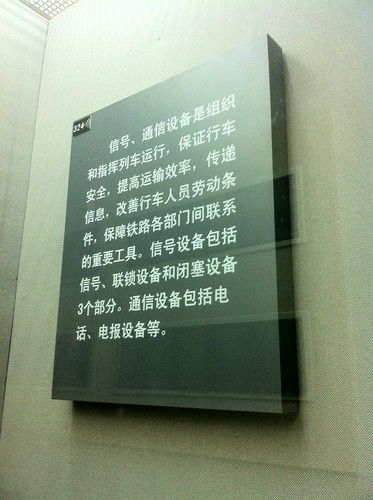 324
信号、通信设备是组织
和指挥列车运行，保证行车
安全，提高运输效率，传递
信息，改善行车人员劳动条
件，保障铁路各部门间联系
的重要工具。信号设备包括
信号、联锁设备和闭塞设备
3个部分。通信设备包括电
话、电报设备等。